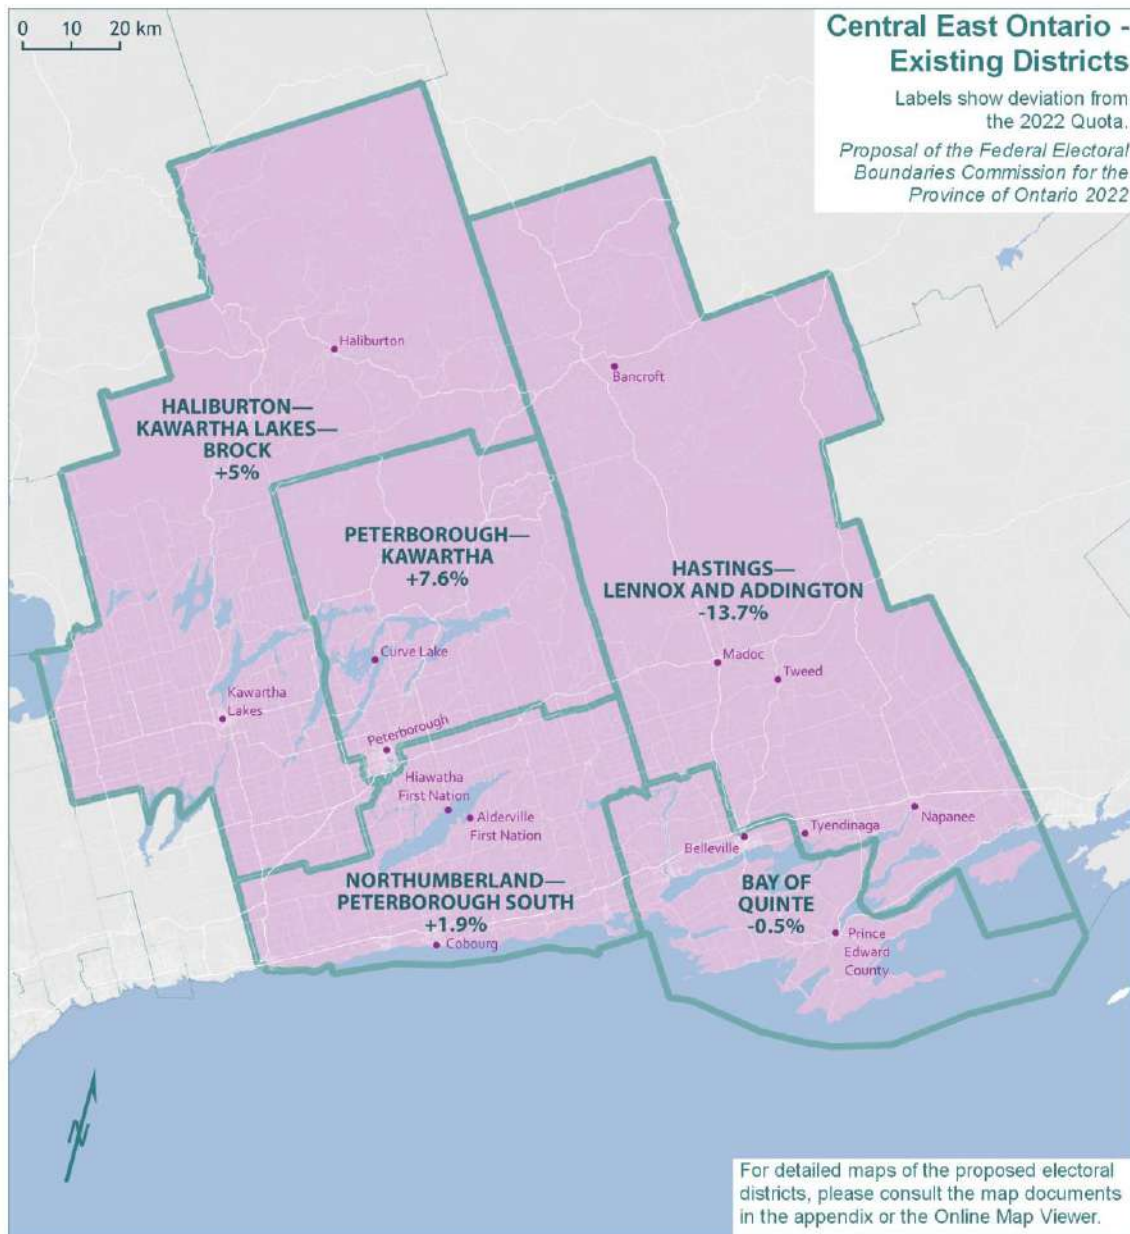 0 10 20 km
Central East Ontario -
Existing Districts
Labels show deviation from
the 2022 Quota.
Proposal of the Federal Electoral
Boundaries Commission for the
Province of Ontario 2022
Haliburton
Bancroft
HALIBURTON—
KAWARTHA LAKES—
BROCK
+5%
PETERBOROUGH—
KAWARTHA
+7.6%
HASTINGS—
LENNOX AND ADDINGTON
-13.7%
Curve Lake
Madoc
Tweed
Kawartha
Lakes
Peterborough
Hiawatha
First Nation
Alderville
First Nation
Napanee
Tyendinaga
Belleville
NORTHUMBERLAND—
PETERBOROUGH SOUTH
+1.9%
BAY OF
QUINTE
-0.5%
Cobourg
Prince
Edward
County
N
For detailed maps of the proposed electoral
districts, please consult the map documents
in the appendix or the Online Map Viewer.